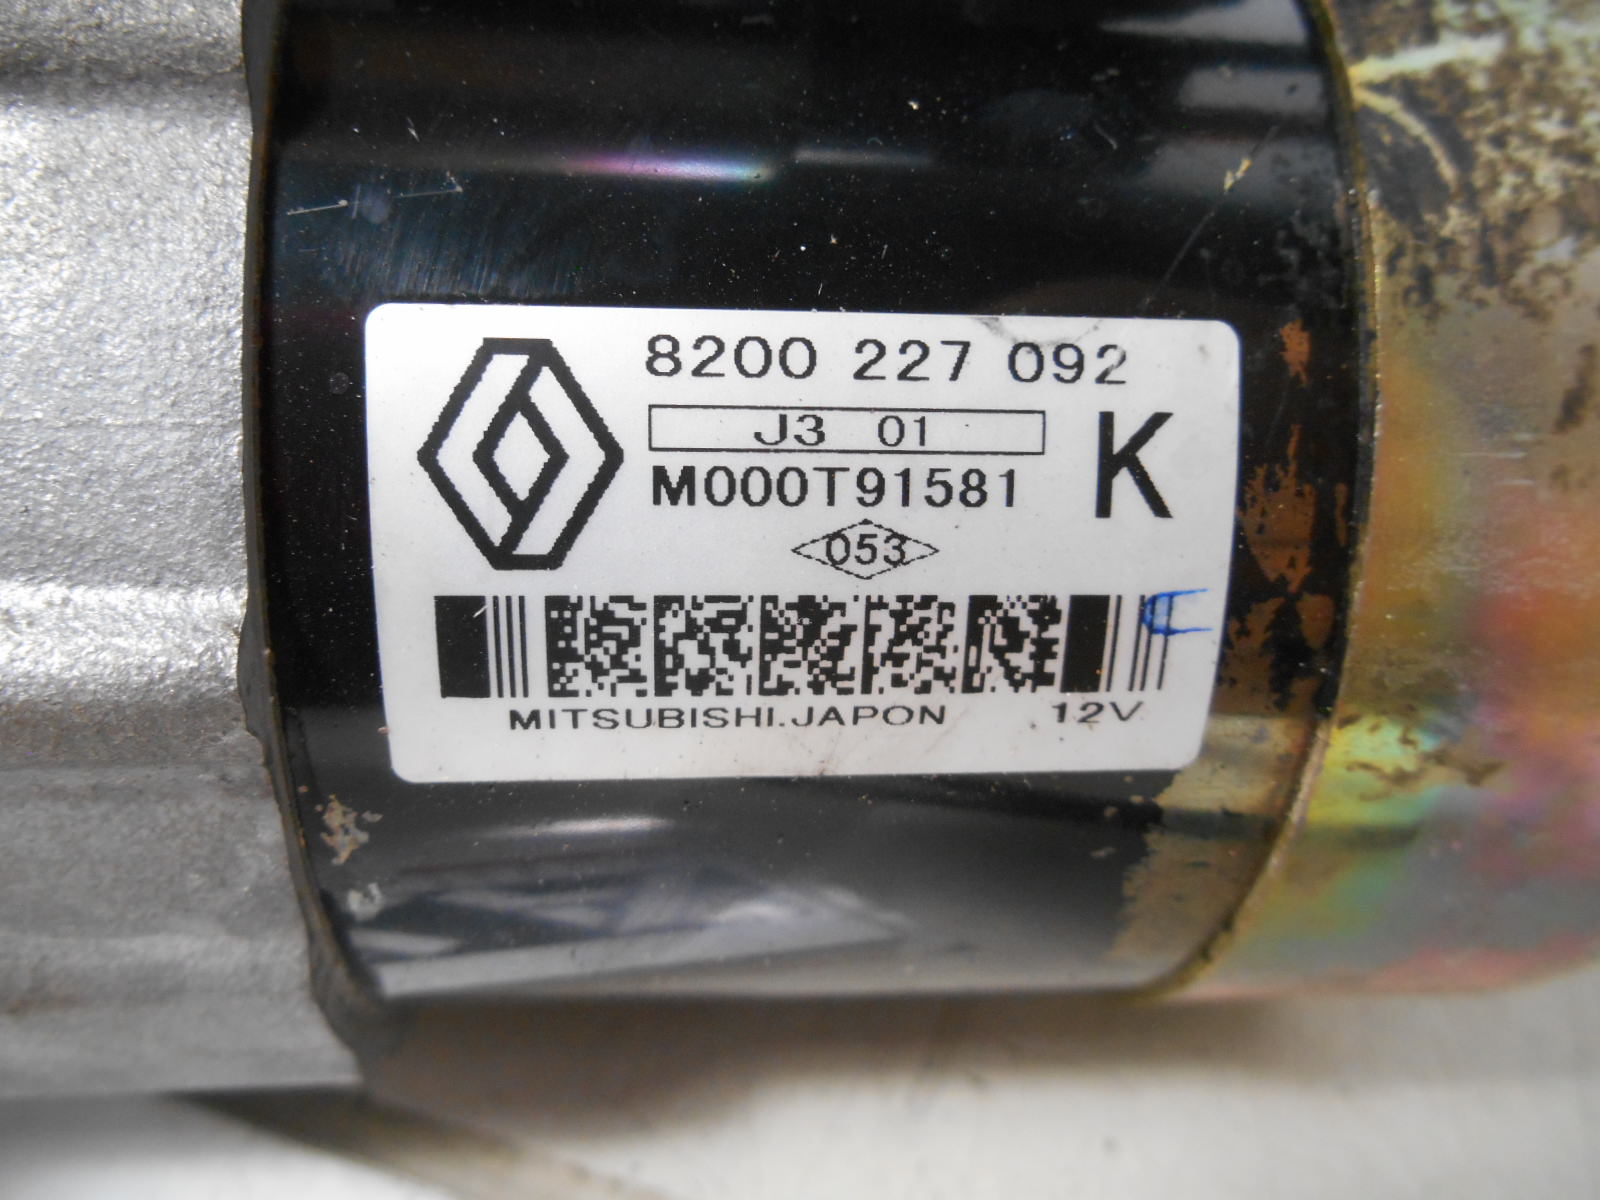 8200 227 092
J3 01
K
M000T91581
053
MITSUBISHI.JAPON 12V